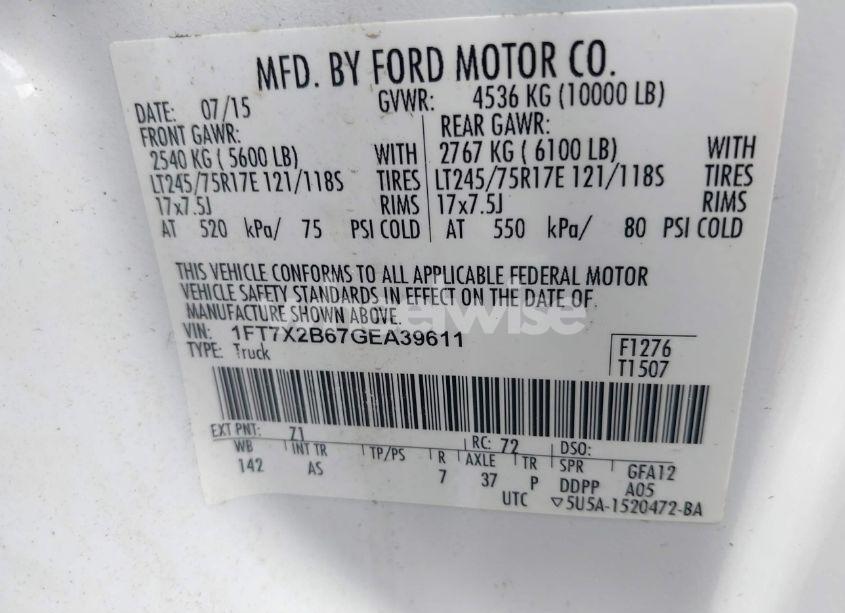 MFD. BY FORD MOTOR CO.
DATE: 07/15 GVWR: 4536 KG (10000 LB)
FRONT GAWR: REAR GAWR:
2540 KG ( 5600 LB) WITH 2767 KG ( 6100 LB) WITH
LT245/75R17E 121/118S TIRES LT245/75R17E 121/118S TIRES
17x7.5J RIMS 17x7.5J RIMS
AT 520 kPa/ 75 PSI COLD AT 550 kPa/ 80 PSI COLD
THIS VEHICLE CONFORMS TO ALL APPLICABLE FEDERAL MOTOR
VEHICLE SAFETY STANDARDS IN EFFECT ON THE DATE OF
MANUFACTURE SHOWN ABOVE.
VIN: 1FT7X2B67GEA39611
TYPE: Truck
F1276
T1507
EXT PNT: 71 RC: 72 DSO:
WB INT TR TP/PS R AXLE TR SPR GFA12
142 AS 7 37 P DDPP A05
UTC ▽5U5A-1520472-BA